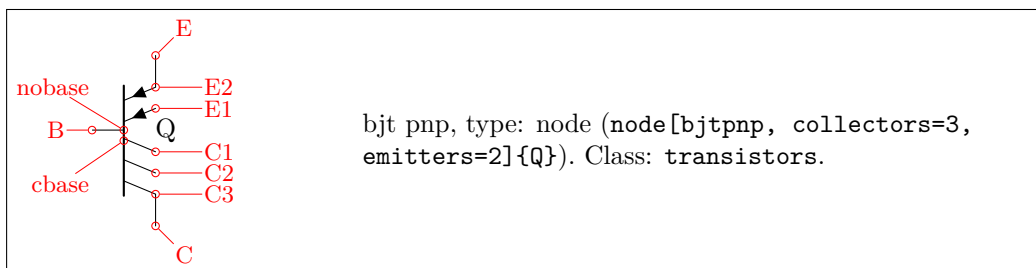 E
nobase
E2
E1
B
Q
C1
C2
cbase
C3
C
bjt pnp, type: node (node[bjtpnp, collectors=3,
emitters=2]{Q}). Class: transistors.